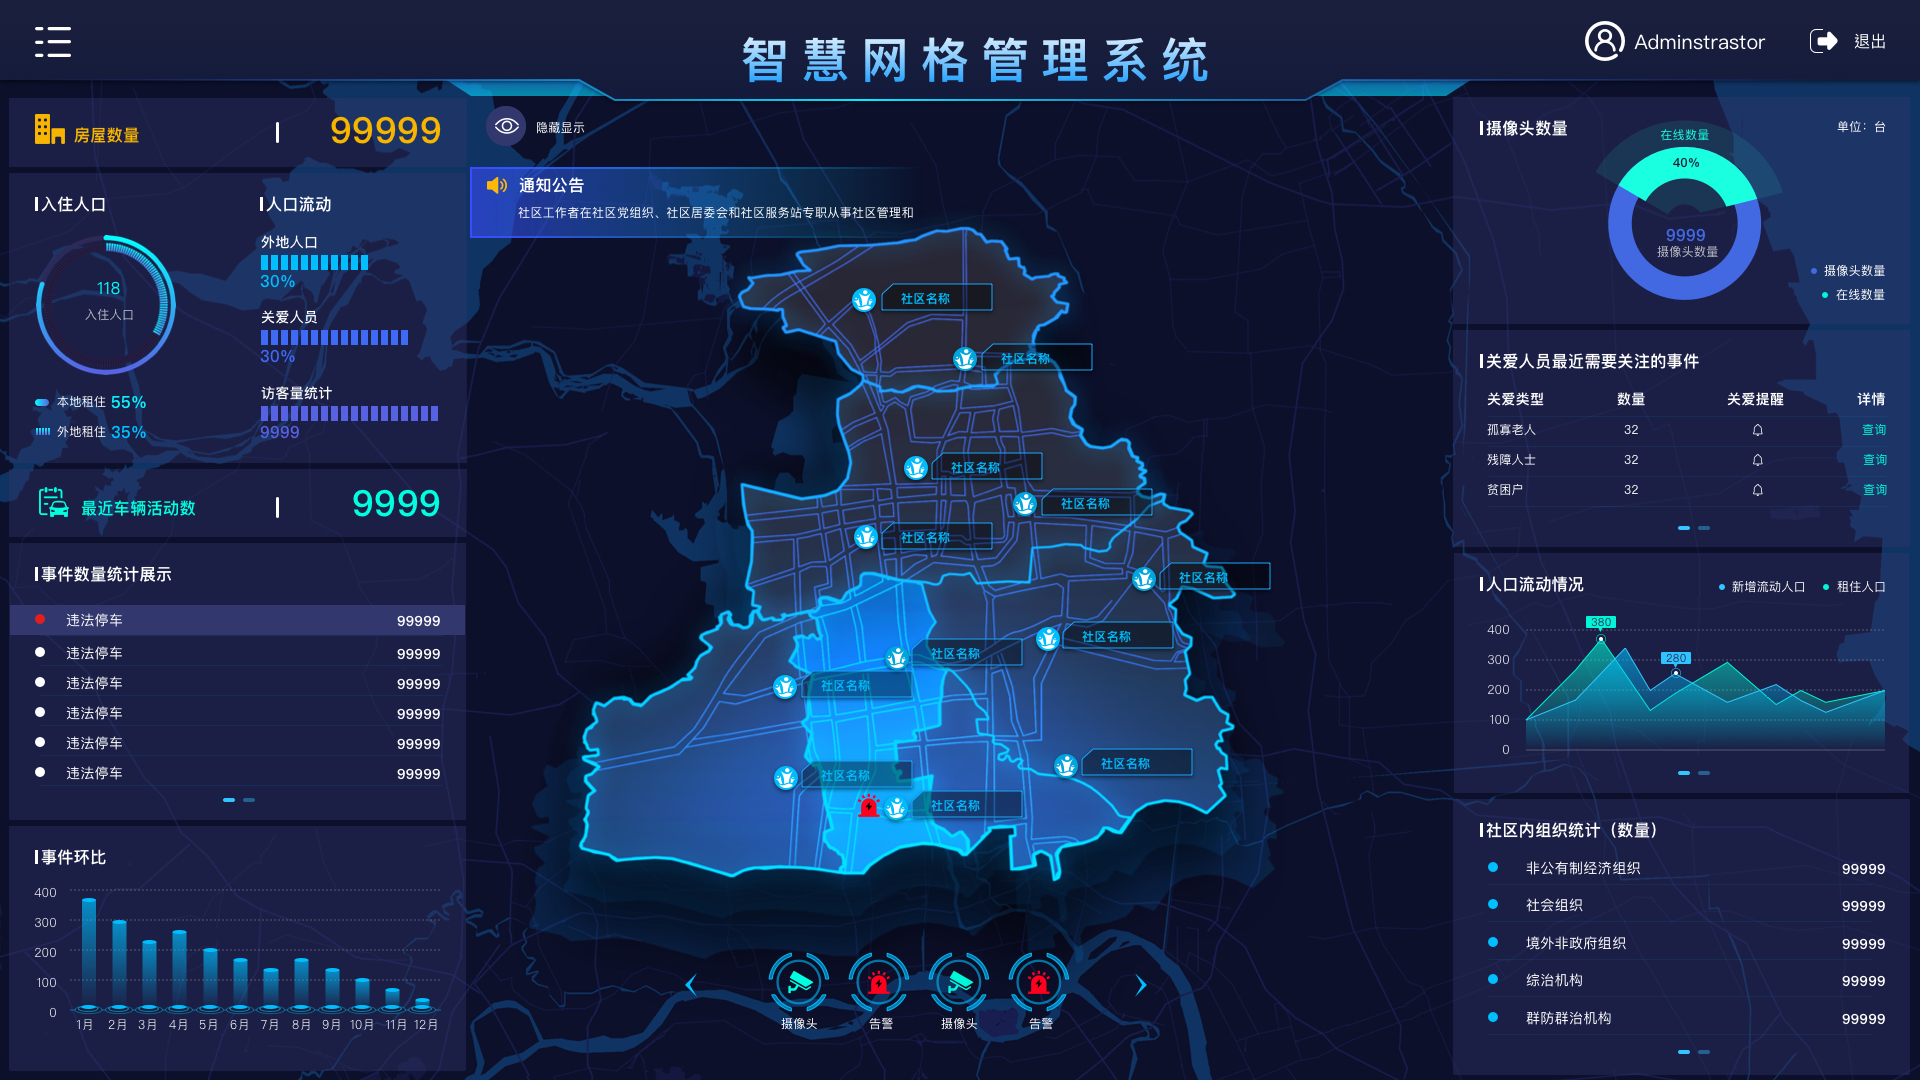 智慧网格管理系统
Adminstrastor
退出
房屋数量
99999
入住人口
118
入住人口
本地租住 55%
外地租住 35%
人口流动
外地人口
30%
关爱人员
30%
访客量统计
9999
最近车辆活动数
9999
事件数量统计展示
违法停车 99999
违法停车 99999
违法停车 99999
违法停车 99999
违法停车 99999
违法停车 99999
事件环比
400
300
200
100
0
1月 2月 3月 4月 5月 6月 7月 8月 9月 10月 11月 12月
隐藏显示
通知公告
社区工作者在社区党组织、社区居委会和社区服务站专职从事社区管理和
社区名称
社区名称
社区名称
社区名称
社区名称
社区名称
社区名称
社区名称
社区名称
社区名称
社区名称
社区名称
摄像头
告警
摄像头
告警
摄像头数量
单位：台
在线数量
40%
9999
摄像头数量
摄像头数量
在线数量
关爱人员最近需要关注的事件
关爱类型 数量 关爱提醒 详情
孤寡老人 32 查询
残障人士 32 查询
贫困户 32 查询
人口流动情况
新增流动人口 租住人口
400
300
200
100
0
380
280
社区内组织统计（数量）
非公有制经济组织 99999
社会组织 99999
境外非政府组织 99999
综治机构 99999
群防群治机构 99999